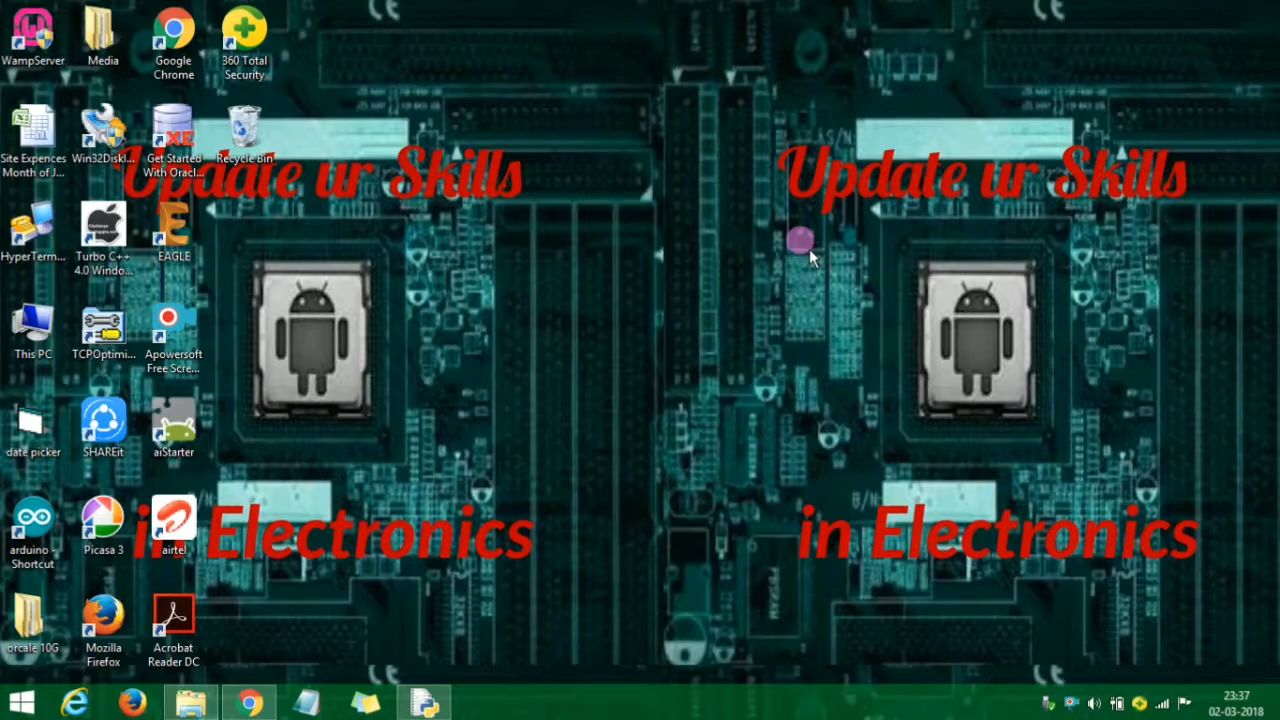 WampServer
Media
Google
Chrome
360 Total
Security
Site Expences
Month of J...
Win32Diskl...
Get Started
With Oracl...
Recycle Bin
Update ur Skills
Update ur Skills
HyperTerm...
Turbo C++
4.0 Windo...
EAGLE
This PC
TCPOptimi...
Apowersoft
Free Scre...
date picker
SHAREit
aiStarter
arduino -
Shortcut
Picasa 3
airtel
in Electronics
in Electronics
orcale 10G
Mozilla
Firefox
Acrobat
Reader DC
23:37
02-03-2018